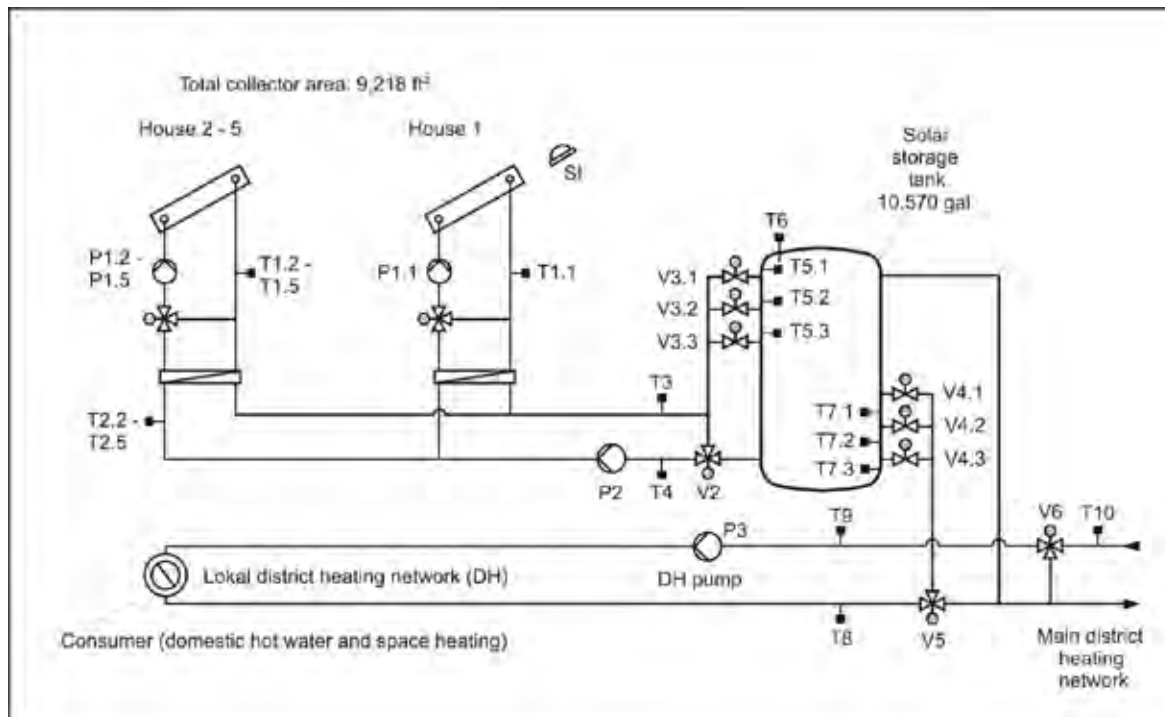 Total collector area: 9,218 ft²
House 2 - 5
House 1
SI
Solar
storage
tank
10.570 gal
P1.2 -
P1.5
T1.2 -
T1.5
P1.1
T1.1
T6
V3.1
T5.1
V3.2
T5.2
V3.3
T5.3
T3
V4.1
T7.1
V4.2
T7.2
V4.3
T7.3
T2.2 -
T2.5
P2
T4
V2
P3
T9
V6
T10
Lokal district heating network (DH)
DH pump
Consumer (domestic hot water and space heating)
T8
V5
Main district
heating
network